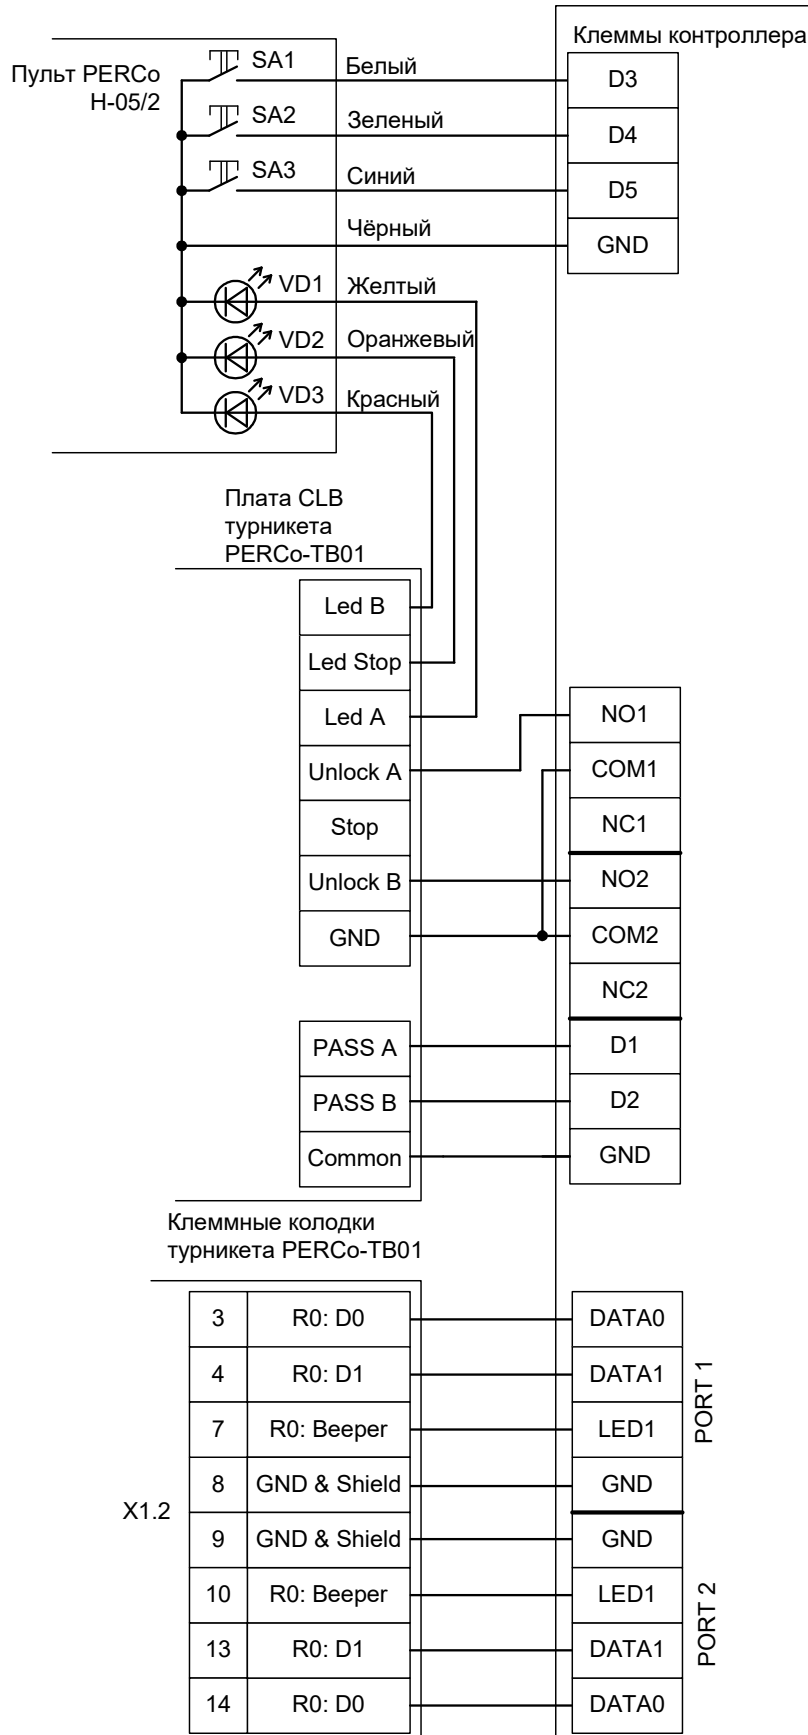 Клеммы контроллера
Пульт PERCo
H-05/2
SA1
Белый
D3
SA2
Зеленый
D4
SA3
Синий
D5
Чёрный
GND
VD1
Желтый
VD2
Оранжевый
VD3
Красный
Плата CLB
турникета
PERCo-TB01
Led B
Led Stop
Led A
Unlock A
Stop
Unlock B
GND
NO1
COM1
NC1
NO2
COM2
NC2
PASS A
D1
PASS B
D2
Common
GND
Клеммные колодки
турникета PERCo-TB01
X1.2
3 R0: D0 DATA0
4 R0: D1 DATA1
7 R0: Beeper LED1
8 GND & Shield GND
PORT 1
9 GND & Shield GND
10 R0: Beeper LED1
13 R0: D1 DATA1
14 R0: D0 DATA0
PORT 2